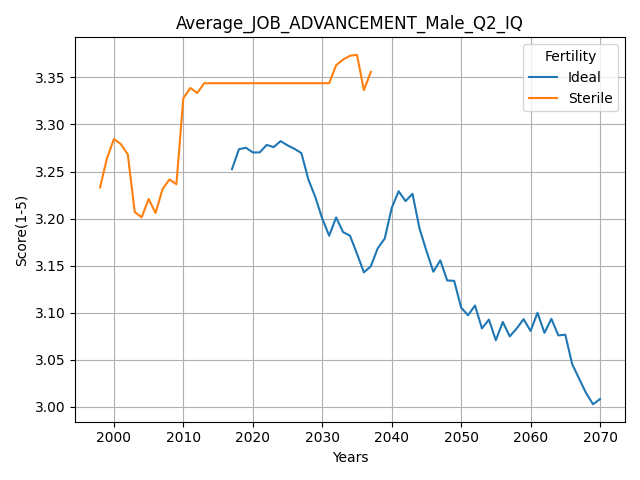 Average_JOB_ADVANCEMENT_Male_Q2_IQ
Fertility
Ideal
Sterile
Score(1-5)
3.35
3.30
3.25
3.20
3.15
3.10
3.05
3.00
2000 2010 2020 2030 2040 2050 2060 2070
Years